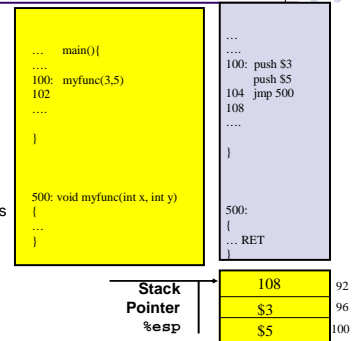 …     main(){
….
100:   myfunc(3,5)
102
….
}
500: void myfunc(int x, int y)
{
…
}
s
…
….
100:  push $3
push $5
104   jmp 500
108
….
}
500:
{
… RET
}
Stack
Pointer
%esp
108   92
$3   96
$5   100